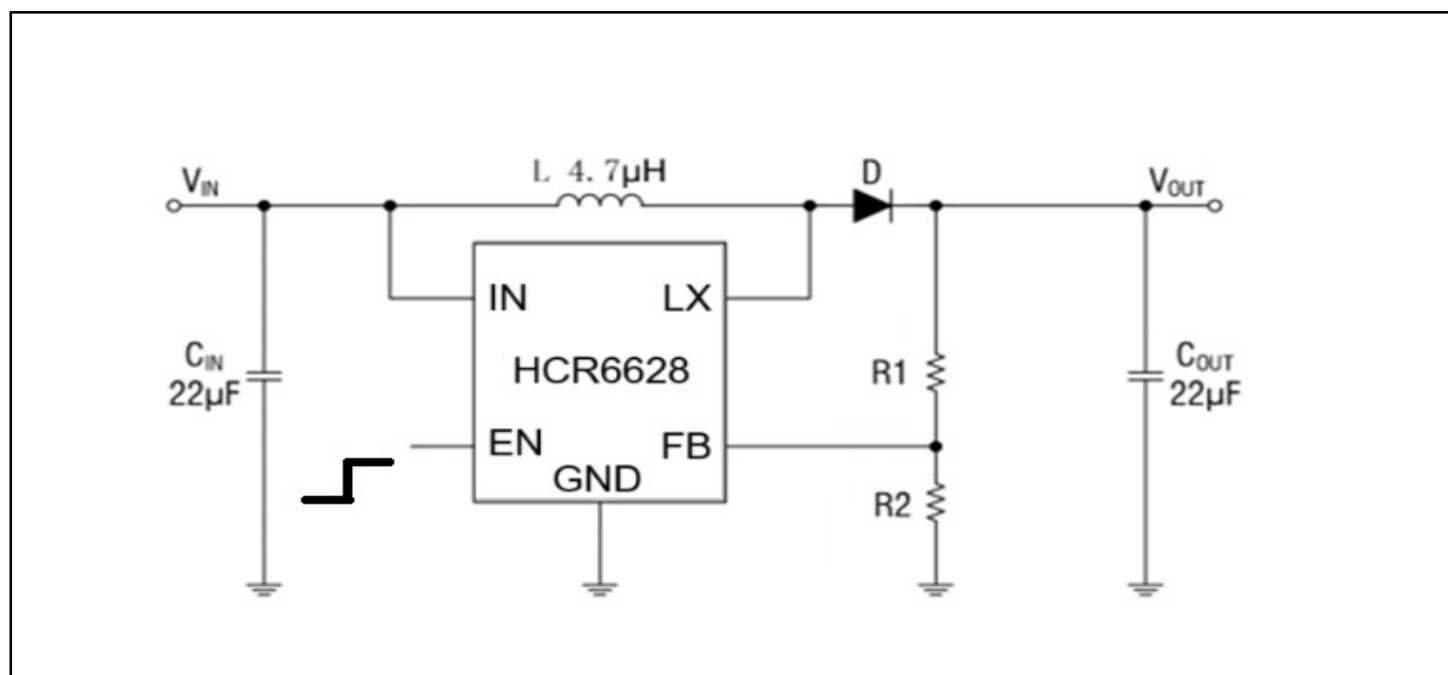 L 4.7µH
D
VIN
VOUT
IN
LX
HCR6628
CIN
22µF
R1
COUT
22µF
EN
FB
GND
R2